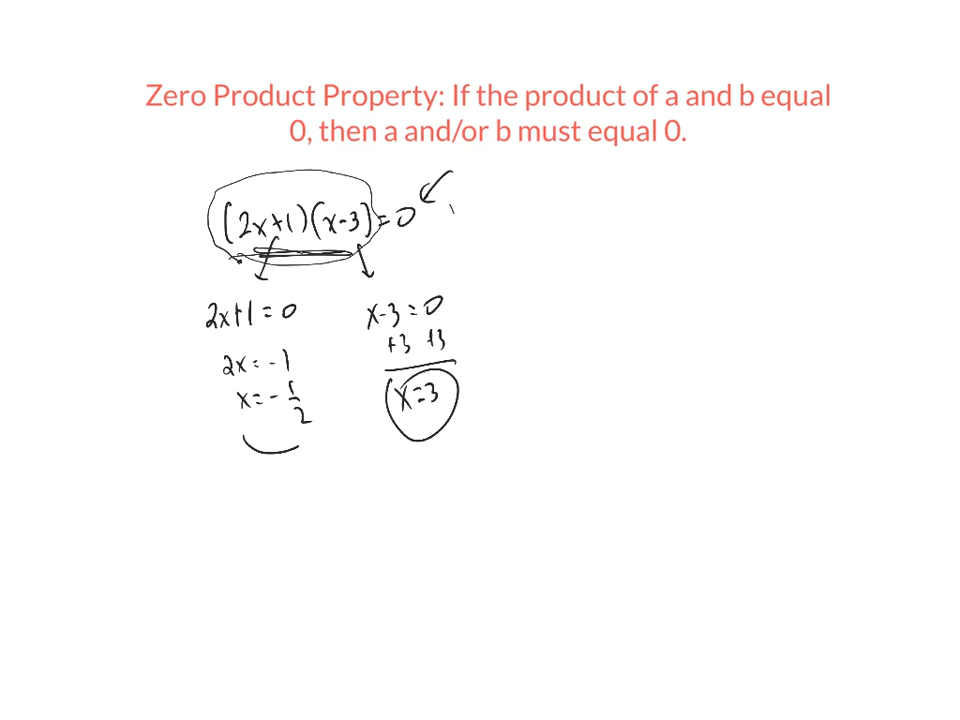 Zero Product Property: If the product of a and b equal
0, then a and/or b must equal 0.
(2x+1)(x-3)=0
2x+1=0
x-3=0
+3 +3
2x=-1
x=-1/2
x=3